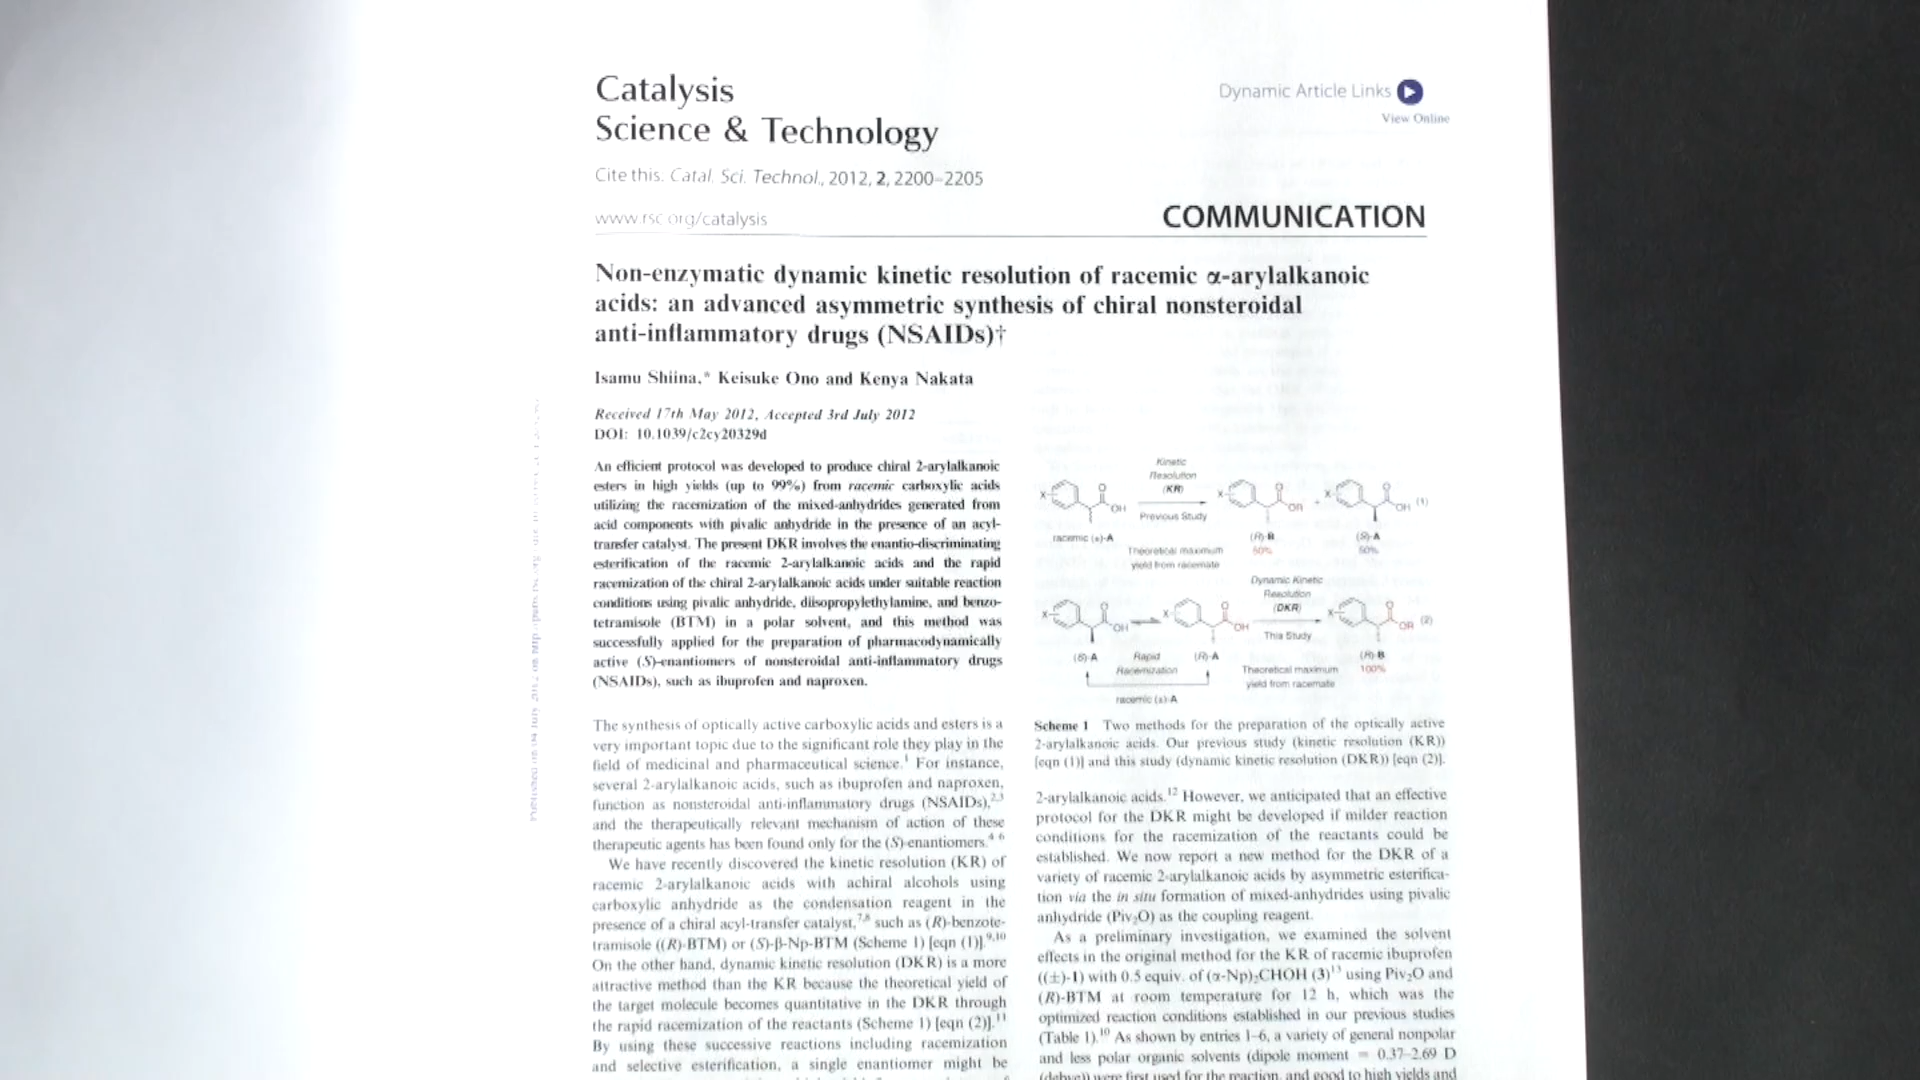 Catalysis
Science & Technology
Dynamic Article Links
View Online
Cite this: Catal. Sci. Technol., 2012, 2, 2200–2205
www.rsc.org/catalysis
COMMUNICATION
Non-enzymatic dynamic kinetic resolution of racemic α-arylalkanoic
acids: an advanced asymmetric synthesis of chiral nonsteroidal
anti-inflammatory drugs (NSAIDs)†
Isamu Shiina,* Keisuke Ono and Kenya Nakata
Received 17th May 2012, Accepted 3rd July 2012
DOI: 10.1039/c2cy20329d
An efficient protocol was developed to produce chiral 2-arylalkanoic
esters in high yields (up to 99%) from racemic carboxylic acids
utilizing the racemization of the mixed-anhydrides generated from
acid components with pivalic anhydride in the presence of an acyl-
transfer catalyst. The present DKR involves the enantio-discriminating
esterification of the racemic 2-arylalkanoic acids and the rapid
racemization of the chiral 2-arylalkanoic acids under suitable reaction
conditions using pivalic anhydride, diisopropylethylamine, and benzo-
tetramisole (BTM) in a polar solvent, and this method was
successfully applied for the preparation of pharmacodynamically
active (S)-enantiomers of nonsteroidal anti-inflammatory drugs
(NSAIDs), such as ibuprofen and naproxen.
The synthesis of optically active carboxylic acids and esters is a
very important topic due to the significant role they play in the
field of medicinal and pharmaceutical science.1 For instance,
several 2-arylalkanoic acids, such as ibuprofen and naproxen,
function as nonsteroidal anti-inflammatory drugs (NSAIDs),2,3
and the therapeutically relevant mechanism of action of these
therapeutic agents has been found only for the (S)-enantiomers.4–6
We have recently discovered the kinetic resolution (KR) of
racemic 2-arylalkanoic acids with achiral alcohols using
carboxylic anhydride as the condensation reagent in the
presence of a chiral acyl-transfer catalyst,7,8 such as (R)-benzote-
tramisole ((R)-BTM) or (S)-β-Np-BTM (Scheme 1) [eqn (1)].9,10
On the other hand, dynamic kinetic resolution (DKR) is a more
attractive method than the KR because the theoretical yield of
the target molecule becomes quantitative in the DKR through
the rapid racemization of the reactants (Scheme 1) [eqn (2)].11
By using these successive reactions including racemization
and selective esterification, a single enantiomer might be
Kinetic
Resolution
(KR)
Previous Study
X
OH
X
OR
+
X
OH
(1)
racemic (±)-A
Theoretical maximum
yield from racemate
(R)-B
50%
(S)-A
50%
Dynamic Kinetic
Resolution
(DKR)
This Study
X
OH
X
OH
X
OR
(2)
(S)-A
Rapid
Racemization
(R)-A
Theoretical maximum
yield from racemate
(R)-B
100%
racemic (±)-A
Scheme 1 Two methods for the preparation of the optically active
2-arylalkanoic acids. Our previous study (kinetic resolution (KR))
[eqn (1)] and this study (dynamic kinetic resolution (DKR)) [eqn (2)].
2-arylalkanoic acids.12 However, we anticipated that an effective
protocol for the DKR might be developed if milder reaction
conditions for the racemization of the reactants could be
established. We now report a new method for the DKR of a
variety of racemic 2-arylalkanoic acids by asymmetric esterifica-
tion via the in situ formation of mixed-anhydrides using pivalic
anhydride (Piv2O) as the coupling reagent.
As a preliminary investigation, we examined the solvent
effects in the original method for the KR of racemic ibuprofen
((±)-1) with 0.5 equiv. of (α-Np)2CHOH (3)13 using Piv2O and
(R)-BTM at room temperature for 12 h, which was the
optimized reaction conditions established in our previous studies
(Table 1).10 As shown by entries 1–6, a variety of general nonpolar
and less polar organic solvents (dipole moment = 0.37–2.69 D
(debye)) were first used for the reaction, and good to high yields and